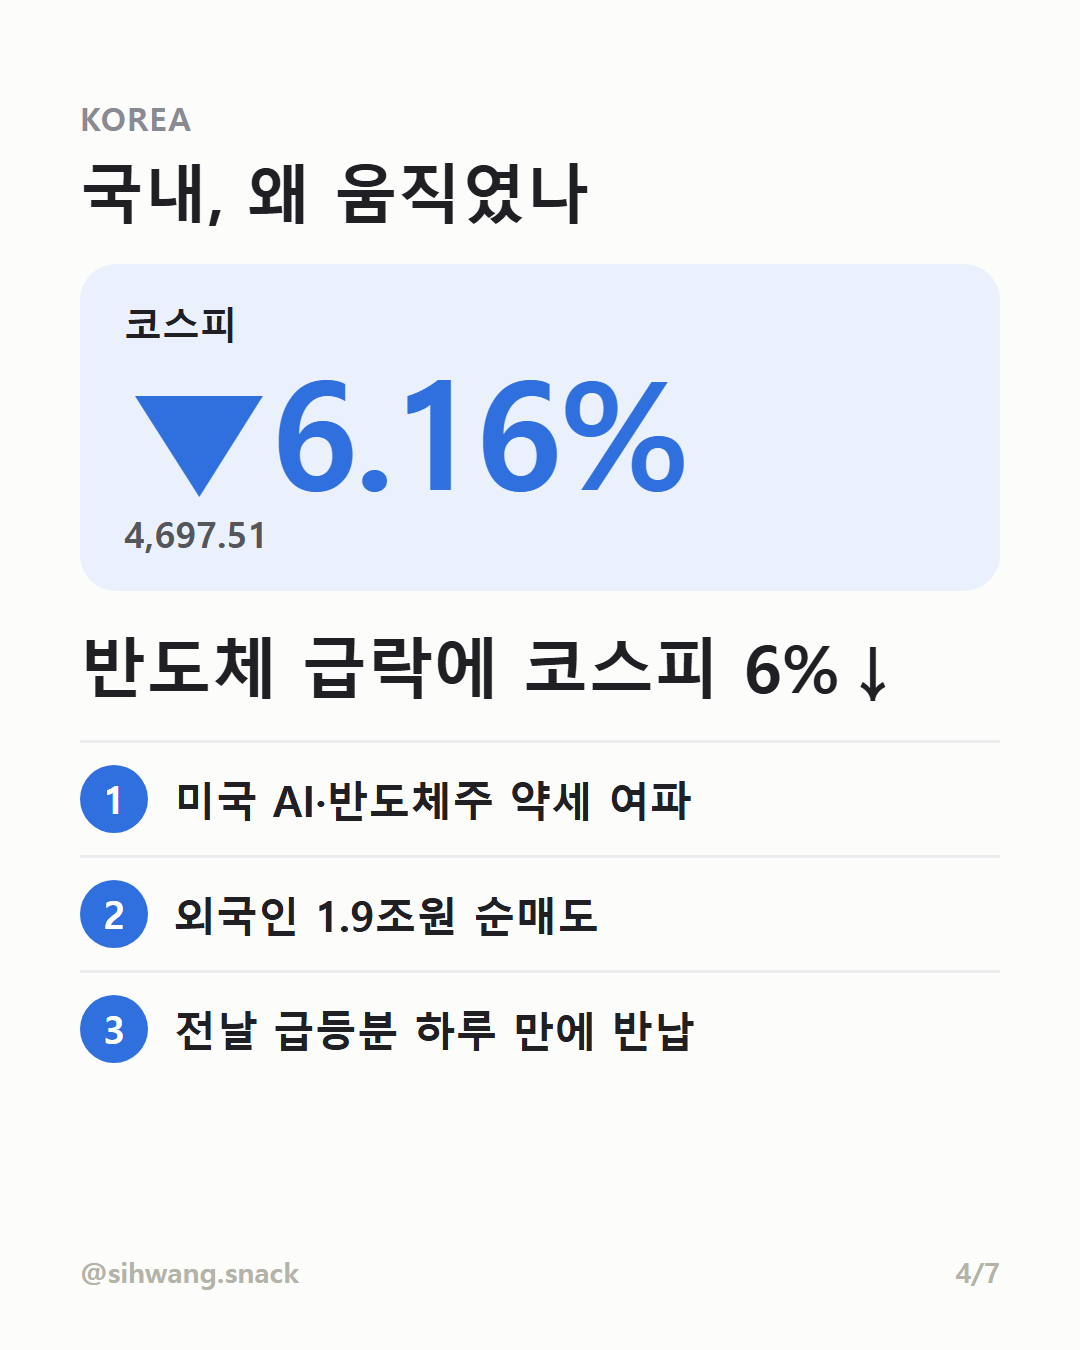 KOREA
국내, 왜 움직였나
코스피
▼6.16%
4,697.51
반도체 급락에 코스피 6%↓
1 미국 AI·반도체주 약세 여파
2 외국인 1.9조원 순매도
3 전날 급등분 하루 만에 반납
@sihwang.snack
4/7